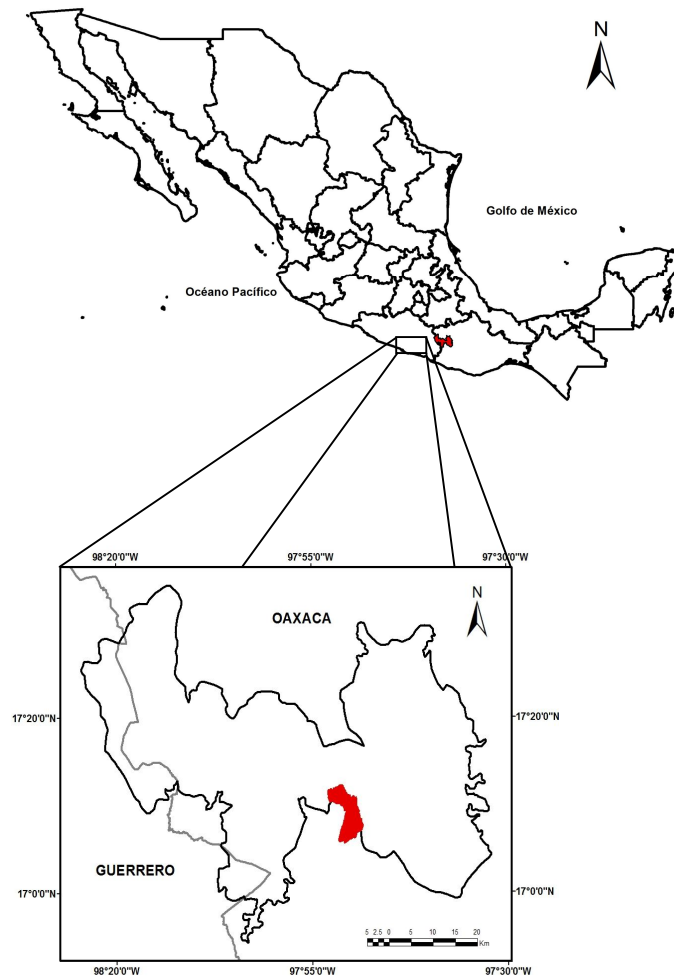 N
Golfo de México
Océano Pacífico
98°20'0"W 97°55'0"W 97°30'0"W
N
OAXACA
17°20'0"N 17°20'0"N
GUERRERO
17°0'0"N 17°0'0"N
5 2.5 0 5 10 15 20
Km
98°20'0"W 97°55'0"W 97°30'0"W